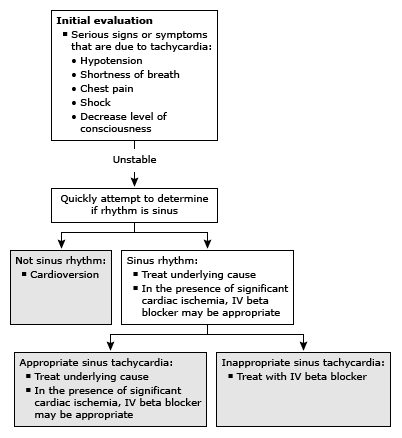 Initial evaluation
▪ Serious signs or symptoms
that are due to tachycardia:
• Hypotension
• Shortness of breath
• Chest pain
• Shock
• Decrease level of
consciousness
Unstable
Quickly attempt to determine
if rhythm is sinus
Not sinus rhythm:
▪ Cardioversion
Sinus rhythm:
▪ Treat underlying cause
▪ In the presence of significant
cardiac ischemia, IV beta
blocker may be appropriate
Appropriate sinus tachycardia:
▪ Treat underlying cause
▪ In the presence of significant
cardiac ischemia, IV beta blocker
may be appropriate
Inappropriate sinus tachycardia:
▪ Treat with IV beta blocker